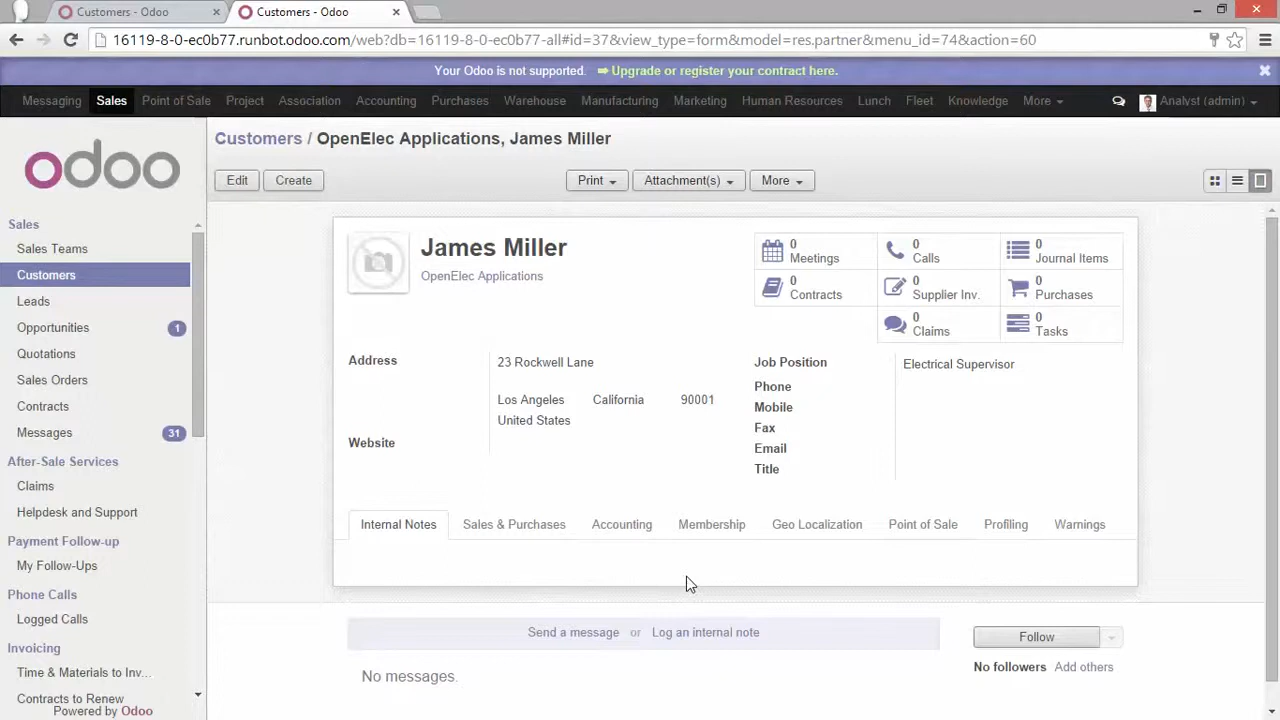 Customers - Odoo
Customers - Odoo
16119-8-0-ec0b77.runbot.odoo.com/web?db=16119-8-0-ec0b77-all#id=37&view_type=form&model=res.partner&menu_id=74&action=60
Your Odoo is not supported. ➡ Upgrade or register your contract here.
Messaging Sales Point of Sale Project Association Accounting Purchases Warehouse Manufacturing Marketing Human Resources Lunch Fleet Knowledge More Analyst (admin)
odoo
Sales
Sales Teams
Customers
Leads
Opportunities 1
Quotations
Sales Orders
Contracts
Messages 31
After-Sale Services
Claims
Helpdesk and Support
Payment Follow-up
My Follow-Ups
Phone Calls
Logged Calls
Invoicing
Time & Materials to Inv...
Contracts to Renew
Powered by Odoo
Customers / OpenElec Applications, James Miller
Edit Create Print Attachment(s) More
James Miller
OpenElec Applications
0 Meetings
0 Calls
0 Journal Items
0 Contracts
0 Supplier Inv.
0 Purchases
0 Claims
0 Tasks
Address
23 Rockwell Lane
Los Angeles California 90001
United States
Website
Job Position Electrical Supervisor
Phone
Mobile
Fax
Email
Title
Internal Notes Sales & Purchases Accounting Membership Geo Localization Point of Sale Profiling Warnings
Send a message or Log an internal note
No messages.
Follow
No followers Add others